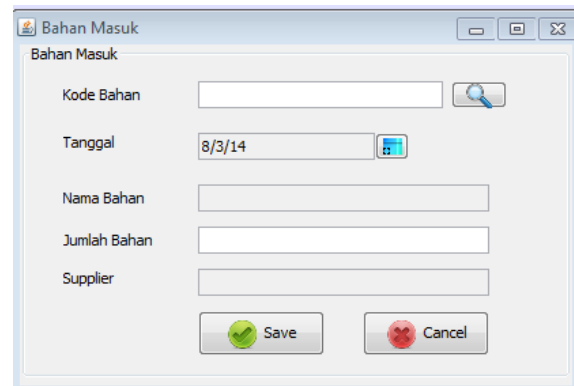 Bahan Masuk
Bahan Masuk
Kode Bahan
Tanggal 8/3/14
Nama Bahan
Jumlah Bahan
Supplier
Save Cancel